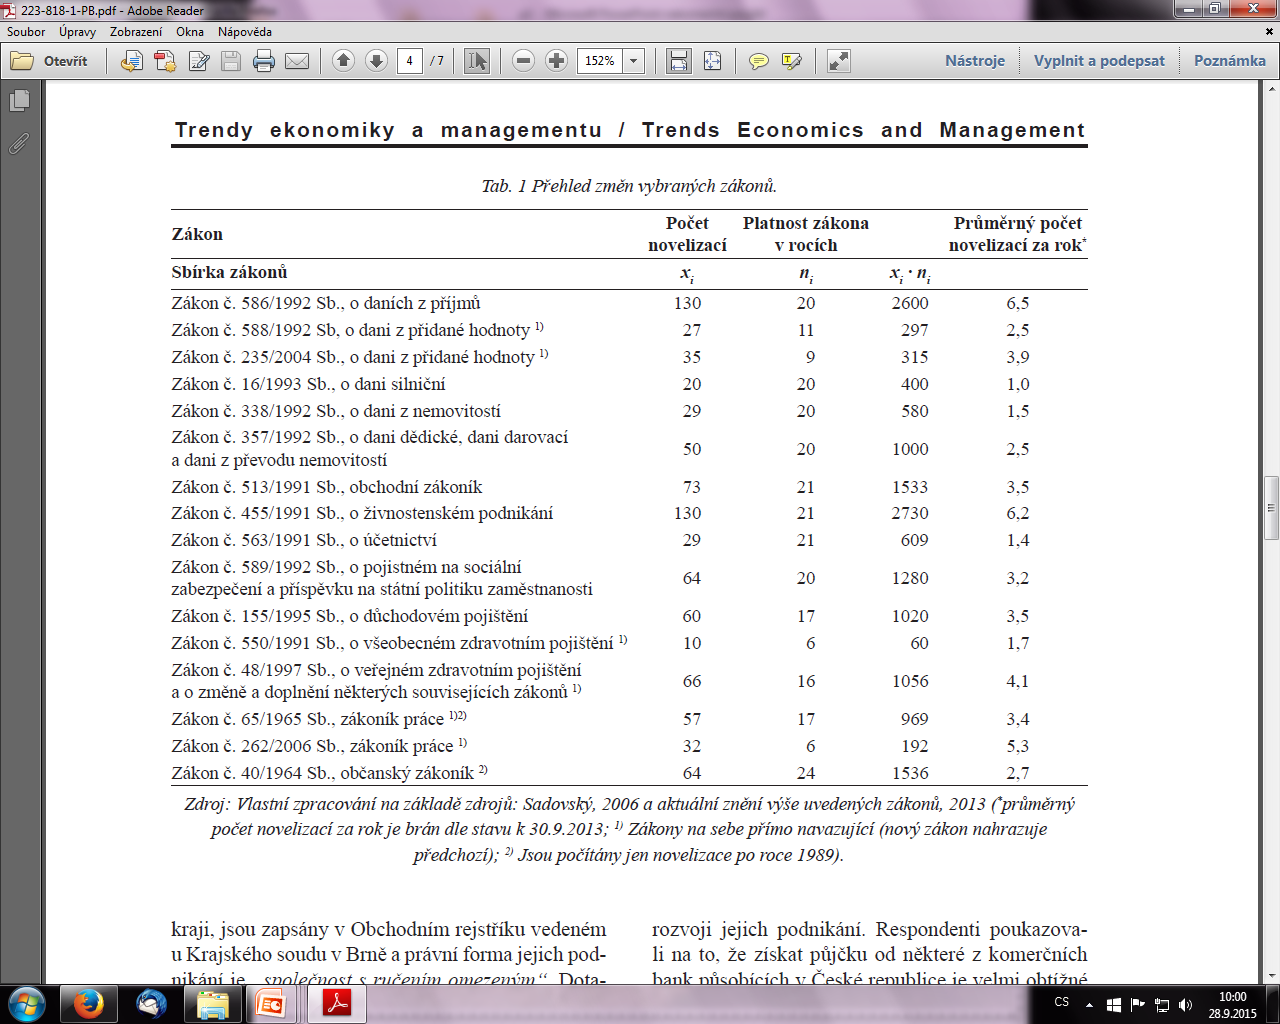 223-818-1-PB.pdf - Adobe Reader
Soubor Úpravy Zobrazení Okna Nápověda
Otevřít 4 / 7 152% Nástroje Vyplnit a podepsat Poznámka
Trendy ekonomiky a managementu / Trends Economics and Management
Tab. 1 Přehled změn vybraných zákonů.
Zákon Počet novelizací Platnost zákona v rocích Průměrný počet novelizací za rok*
Sbírka zákonů xi ni xi · ni
Zákon č. 586/1992 Sb., o daních z příjmů 130 20 2600 6,5
Zákon č. 588/1992 Sb, o dani z přidané hodnoty 1) 27 11 297 2,5
Zákon č. 235/2004 Sb., o dani z přidané hodnoty 1) 35 9 315 3,9
Zákon č. 16/1993 Sb., o dani silniční 20 20 400 1,0
Zákon č. 338/1992 Sb., o dani z nemovitostí 29 20 580 1,5
Zákon č. 357/1992 Sb., o dani dědické, dani darovací
a dani z převodu nemovitostí 50 20 1000 2,5
Zákon č. 513/1991 Sb., obchodní zákoník 73 21 1533 3,5
Zákon č. 455/1991 Sb., o živnostenském podnikání 130 21 2730 6,2
Zákon č. 563/1991 Sb., o účetnictví 29 21 609 1,4
Zákon č. 589/1992 Sb., o pojistném na sociální
zabezpečení a příspěvku na státní politiku zaměstnanosti 64 20 1280 3,2
Zákon č. 155/1995 Sb., o důchodovém pojištění 60 17 1020 3,5
Zákon č. 550/1991 Sb., o všeobecném zdravotním pojištění 1) 10 6 60 1,7
Zákon č. 48/1997 Sb., o veřejném zdravotním pojištění
a o změně a doplnění některých souvisejících zákonů 1) 66 16 1056 4,1
Zákon č. 65/1965 Sb., zákoník práce 1)2) 57 17 969 3,4
Zákon č. 262/2006 Sb., zákoník práce 1) 32 6 192 5,3
Zákon č. 40/1964 Sb., občanský zákoník 2) 64 24 1536 2,7
Zdroj: Vlastní zpracování na základě zdrojů: Sadovský, 2006 a aktuální znění výše uvedených zákonů, 2013 (*průměrný
počet novelizací za rok je brán dle stavu k 30.9.2013; 1) Zákony na sebe přímo navazující (nový zákon nahrazuje
předchozí); 2) Jsou počítány jen novelizace po roce 1989).
kraji, jsou zapsány v Obchodním rejstříku vedeném
u Krajského soudu v Brně a právní forma jejich pod-
nikání je „společnost s ručením omezeným“. Dota-
rozvoji jejich podnikání. Respondenti poukazova-
li na to, že získat půjčku od některé z komerčních
bank působících v České republice je velmi obtížné
CS 10:00
28.9.2015